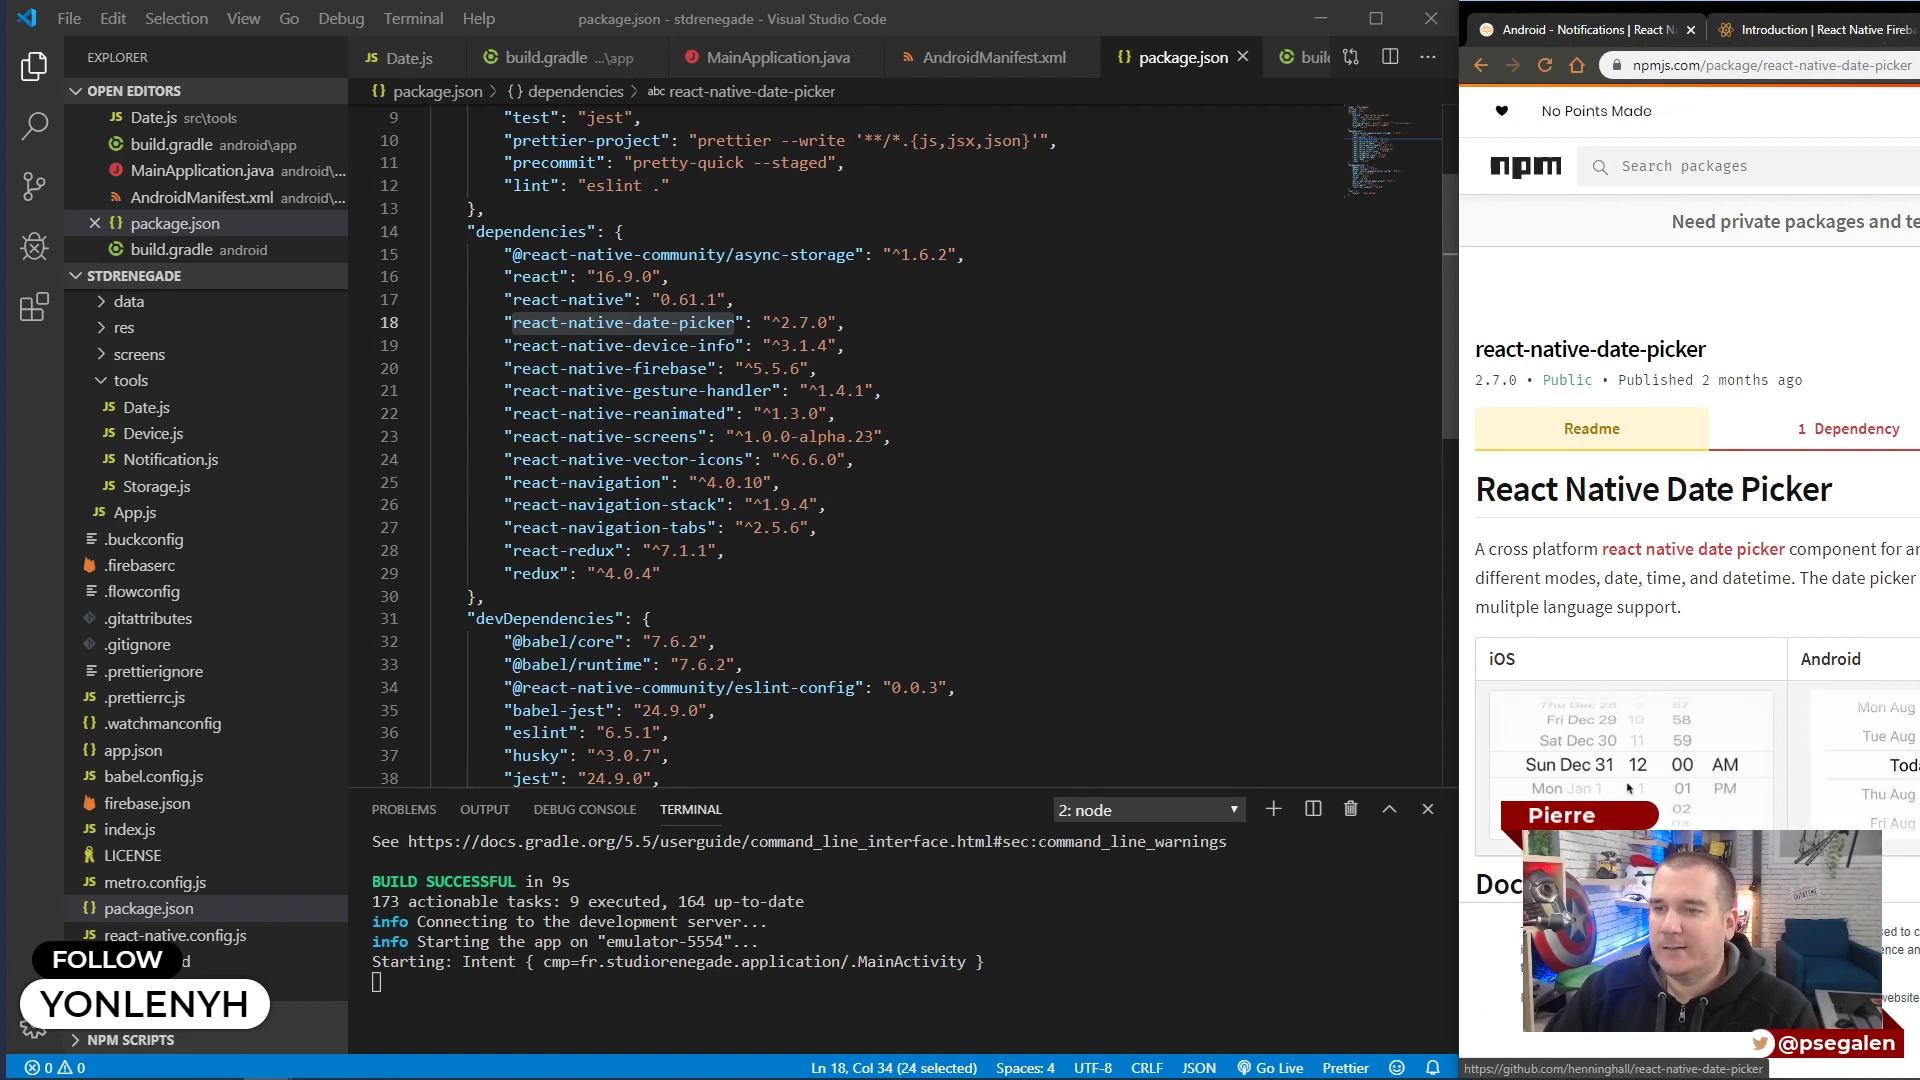 File Edit Selection View Go Debug Terminal Help
package.json - stdrenegade - Visual Studio Code
EXPLORER
OPEN EDITORS
Date.js src\tools
build.gradle android\app
MainApplication.java android\...
AndroidManifest.xml android\...
package.json
build.gradle android
STDRENEGADE
data
res
screens
tools
Date.js
Device.js
Notification.js
Storage.js
App.js
.buckconfig
.firebaserc
.flowconfig
.gitattributes
.gitignore
.prettierignore
.prettierrc.js
.watchmanconfig
app.json
babel.config.js
firebase.json
index.js
LICENSE
metro.config.js
package.json
react-native.config.js
FOLLOW
YONLENYH
NPM SCRIPTS
Date.js
build.gradle ...\app
MainApplication.java
AndroidManifest.xml
package.json
package.json > {} dependencies > abc react-native-date-picker
9 "test": "jest",
10 "prettier-project": "prettier --write '**/*.{js,jsx,json}'",
11 "precommit": "pretty-quick --staged",
12 "lint": "eslint ."
13 },
14 "dependencies": {
15 "@react-native-community/async-storage": "^1.6.2",
16 "react": "16.9.0",
17 "react-native": "0.61.1",
18 "react-native-date-picker": "^2.7.0",
19 "react-native-device-info": "^3.1.4",
20 "react-native-firebase": "^5.5.6",
21 "react-native-gesture-handler": "^1.4.1",
22 "react-native-reanimated": "^1.3.0",
23 "react-native-screens": "^1.0.0-alpha.23",
24 "react-native-vector-icons": "^6.6.0",
25 "react-navigation": "^4.0.10",
26 "react-navigation-stack": "^1.9.4",
27 "react-navigation-tabs": "^2.5.6",
28 "react-redux": "^7.1.1",
29 "redux": "^4.0.4"
30 },
31 "devDependencies": {
32 "@babel/core": "7.6.2",
33 "@babel/runtime": "7.6.2",
34 "@react-native-community/eslint-config": "0.0.3",
35 "babel-jest": "24.9.0",
36 "eslint": "6.5.1",
37 "husky": "^3.0.7",
38 "jest": "24.9.0",
PROBLEMS OUTPUT DEBUG CONSOLE TERMINAL 2: node
See https://docs.gradle.org/5.5/userguide/command_line_interface.html#sec:command_line_warnings
BUILD SUCCESSFUL in 9s
173 actionable tasks: 9 executed, 164 up-to-date
info Connecting to the development server...
info Starting the app on "emulator-5554"...
Starting: Intent { cmp=fr.studiorenegade.application/.MainActivity }
0 0 Ln 18, Col 34 (24 selected) Spaces: 4 UTF-8 CRLF JSON Go Live Prettier
Android - Notifications | React N
Introduction | React Native Fireb
npmjs.com/package/react-native-date-picker
No Points Made
npm
Search packages
Need private packages and te
react-native-date-picker
2.7.0 • Public • Published 2 months ago
Readme
1 Dependency
React Native Date Picker
A cross platform react native date picker component for an
different modes, date, time, and datetime. The date picker
mulitple language support.
iOS Android
Thu Dec 28 9 57
Fri Dec 29 10 58
Sat Dec 30 11 59
Sun Dec 31 12 00 AM
Mon Jan 1 1 01 PM
02
Mon Aug
Tue Aug
Toda
Thu Aug
Fri Aug
Pierre
Doc
@psegalen
https://github.com/henninghall/react-native-date-picker